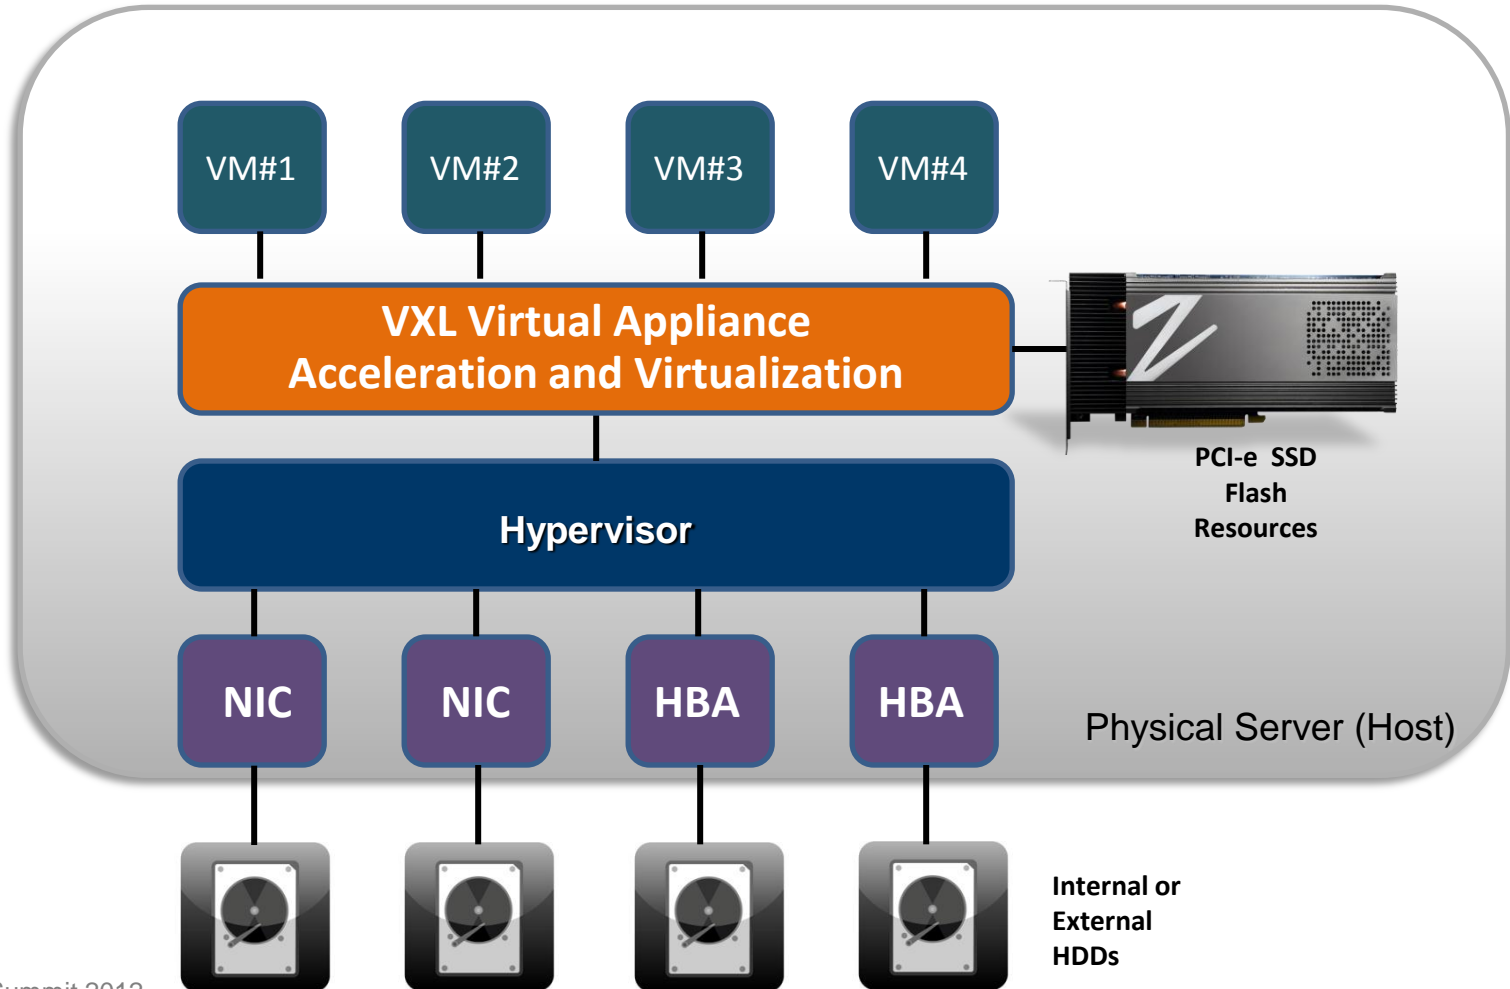 VM#1
VM#2
VM#3
VM#4
VXL Virtual Appliance
Acceleration and Virtualization
PCI-e SSD
Flash
Resources
Hypervisor
NIC
NIC
HBA
HBA
Physical Server (Host)
Internal or
External
HDDs